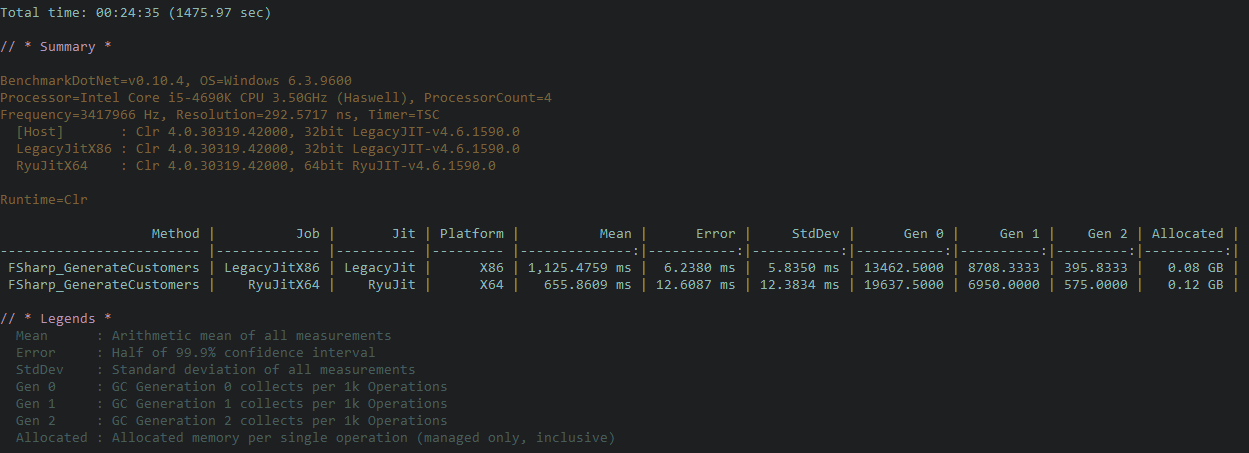 Total time: 00:24:35 (1475.97 sec)
// * Summary *
BenchmarkDotNet=v0.10.4, OS=Windows 6.3.9600
Processor=Intel Core i5-4690K CPU 3.50GHz (Haswell), ProcessorCount=4
Frequency=3417966 Hz, Resolution=292.5717 ns, Timer=TSC
  [Host]       : Clr 4.0.30319.42000, 32bit LegacyJIT-v4.6.1590.0
  LegacyJitX86 : Clr 4.0.30319.42000, 32bit LegacyJIT-v4.6.1590.0
  RyuJitX64    : Clr 4.0.30319.42000, 64bit RyuJIT-v4.6.1590.0
Runtime=Clr
                  Method |          Job |       Jit | Platform |          Mean |      Error |     StdDev |      Gen 0 |     Gen 1 |    Gen 2 | Allocated |
------------------------ |------------- |---------- |--------- |--------------:|-----------:|-----------:|-----------:|----------:|---------:|----------:|
 FSharp_GenerateCustomers | LegacyJitX86 | LegacyJit |      X86 | 1,125.4759 ms |  6.2380 ms |  5.8350 ms | 13462.5000 | 8708.3333 | 395.8333 |   0.08 GB |
 FSharp_GenerateCustomers |    RyuJitX64 |    RyuJit |      X64 |   655.8609 ms | 12.6087 ms | 12.3834 ms | 19637.5000 | 6950.0000 | 575.0000 |   0.12 GB |
// * Legends *
  Mean      : Arithmetic mean of all measurements
  Error     : Half of 99.9% confidence interval
  StdDev    : Standard deviation of all measurements
  Gen 0     : GC Generation 0 collects per 1k Operations
  Gen 1     : GC Generation 1 collects per 1k Operations
  Gen 2     : GC Generation 2 collects per 1k Operations
  Allocated : Allocated memory per single operation (managed only, inclusive)